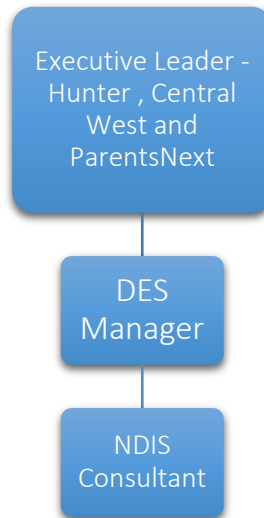 Executive Leader -
Hunter , Central
West and
ParentsNext
DES
Manager
NDIS
Consultant